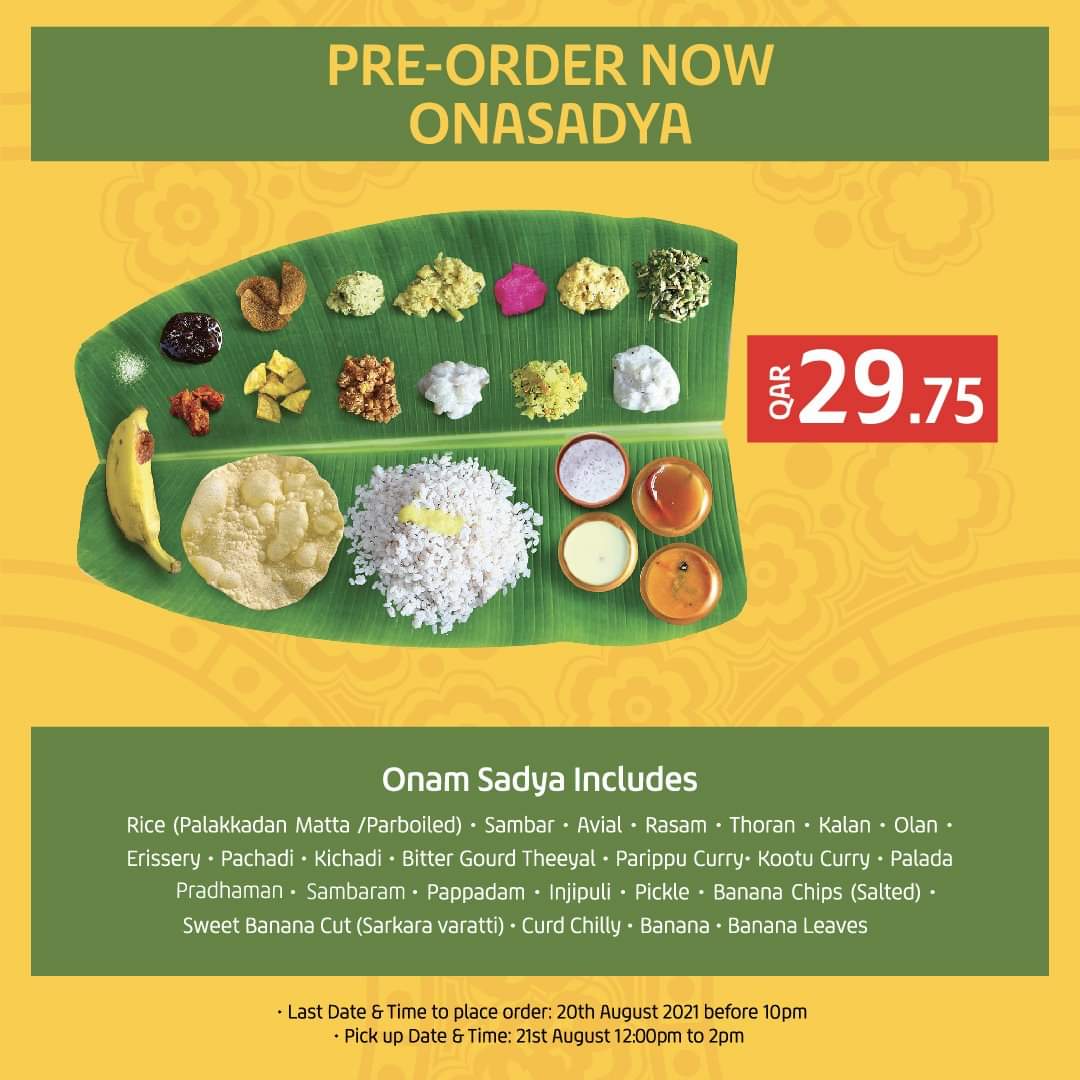 PRE-ORDER NOW
ONASADYA
QAR 29.75
Onam Sadya Includes
Rice (Palakkadan Matta /Parboiled) • Sambar • Avial • Rasam • Thoran • Kalan • Olan •
Erissery • Pachadi • Kichadi • Bitter Gourd Theeyal • Parippu Curry• Kootu Curry • Palada
Pradhaman • Sambaram • Pappadam • Injipuli • Pickle • Banana Chips (Salted) •
Sweet Banana Cut (Sarkara varatti) • Curd Chilly • Banana • Banana Leaves
• Last Date & Time to place order: 20th August 2021 before 10pm
• Pick up Date & Time: 21st August 12:00pm to 2pm